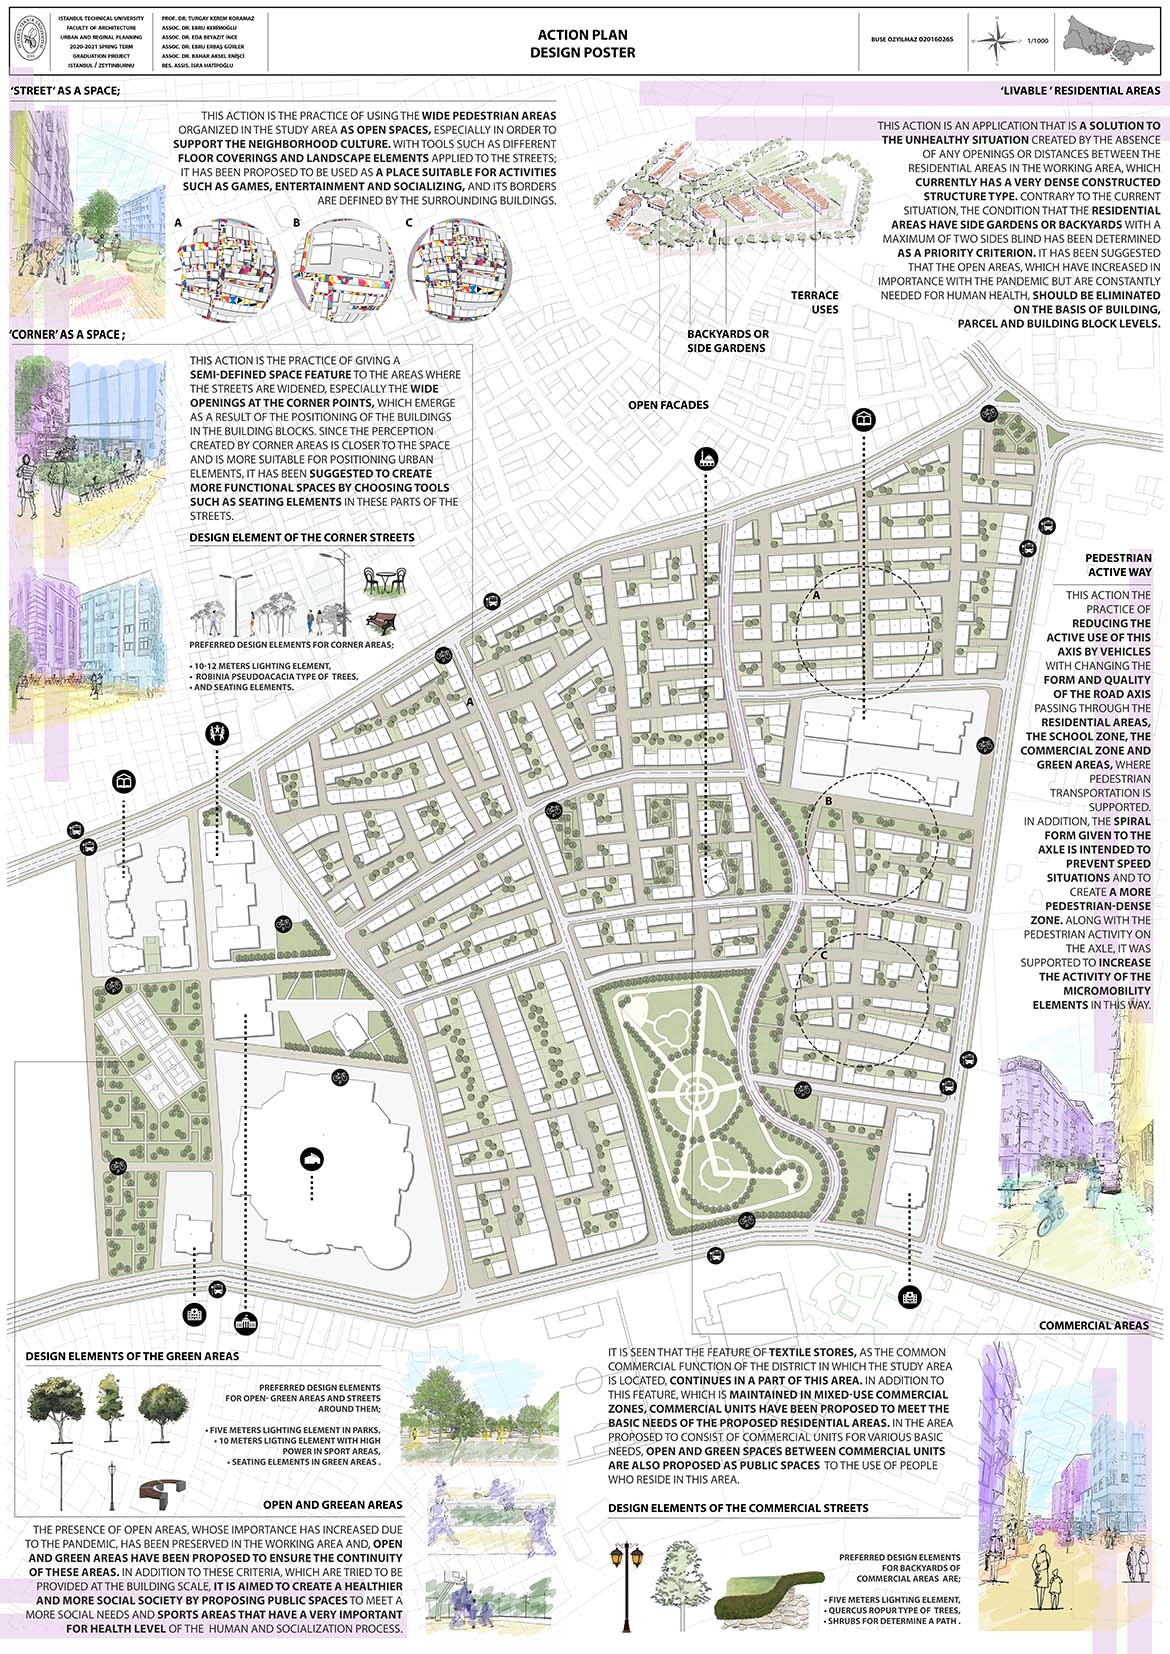 ISTANBUL TECHNICAL UNIVERSITY
FACULTY OF ARCHITECTURE
URBAN AND REGINAL PLANNING
2020-2021 SPRING TERM
GRADUATION PROJECT
ISTANBUL / ZEYTINBURNU
PROF. DR. TURGAY KEREM KORAMAZ
ASSOC. DR. EBRU KERİMOĞLU
ASSOC. DR. EDA BEYAZIT İNCE
ASSOC. DR. EBRU ERBAŞ GÜRLER
ASSOC. DR. BAHAR AKSEL ENŞİCİ
RES. ASSIS. İSRA HATİPOĞLU
ACTION PLAN
DESIGN POSTER
BUSE ÖZYILMAZ 020160265
1/1000
'STREET' AS A SPACE;
THIS ACTION IS THE PRACTICE OF USING THE WIDE PEDESTRIAN AREAS
ORGANIZED IN THE STUDY AREA AS OPEN SPACES, ESPECIALLY IN ORDER TO
SUPPORT THE NEIGHBORHOOD CULTURE. WITH TOOLS SUCH AS DIFFERENT
FLOOR COVERINGS AND LANDSCAPE ELEMENTS APPLIED TO THE STREETS;
IT HAS BEEN PROPOSED TO BE USED AS A PLACE SUITABLE FOR ACTIVITIES
SUCH AS GAMES, ENTERTAINMENT AND SOCIALIZING, AND ITS BORDERS
ARE DEFINED BY THE SURROUNDING BUILDINGS.
A
B
C
'LIVABLE ' RESIDENTIAL AREAS
THIS ACTION IS AN APPLICATION THAT IS A SOLUTION TO
THE UNHEALTHY SITUATION CREATED BY THE ABSENCE
OF ANY OPENINGS OR DISTANCES BETWEEN THE
RESIDENTIAL AREAS IN THE WORKING AREA, WHICH
CURRENTLY HAS A VERY DENSE CONSTRUCTED
STRUCTURE TYPE. CONTRARY TO THE CURRENT
SITUATION, THE CONDITION THAT THE RESIDENTIAL
AREAS HAVE SIDE GARDENS OR BACKYARDS WITH A
MAXIMUM OF TWO SIDES BLIND HAS BEEN DETERMINED
AS A PRIORITY CRITERION. IT HAS BEEN SUGGESTED
THAT THE OPEN AREAS, WHICH HAVE INCREASED IN
IMPORTANCE WITH THE PANDEMIC BUT ARE CONSTANTLY
NEEDED FOR HUMAN HEALTH, SHOULD BE ELIMINATED
ON THE BASIS OF BUILDING,
PARCEL AND BUILDING BLOCK LEVELS.
TERRACE
USES
BACKYARDS OR
SIDE GARDENS
OPEN FACADES
'CORNER' AS A SPACE ;
THIS ACTION IS THE PRACTICE OF GIVING A
SEMI-DEFINED SPACE FEATURE TO THE AREAS WHERE
THE STREETS ARE WIDENED, ESPECIALLY THE WIDE
OPENINGS AT THE CORNER POINTS, WHICH EMERGE
AS A RESULT OF THE POSITIONING OF THE BUILDINGS
IN THE BUILDING BLOCKS. SINCE THE PERCEPTION
CREATED BY CORNER AREAS IS CLOSER TO THE SPACE
AND IS MORE SUITABLE FOR POSITIONING URBAN
ELEMENTS, IT HAS BEEN SUGGESTED TO CREATE
MORE FUNCTIONAL SPACES BY CHOOSING TOOLS
SUCH AS SEATING ELEMENTS IN THESE PARTS OF THE
STREETS.
DESIGN ELEMENT OF THE CORNER STREETS
PREFERRED DESIGN ELEMENTS FOR CORNER AREAS;
• 10-12 METERS LIGHTING ELEMENT,
• ROBINIA PSEUDOACACIA TYPE OF TREES,
• AND SEATING ELEMENTS.
A
A
B
C
PEDESTRIAN
ACTIVE WAY
THIS ACTION THE
PRACTICE OF
REDUCING THE
ACTIVE USE OF THIS
AXIS BY VEHICLES
WITH CHANGING THE
FORM AND QUALITY
OF THE ROAD AXIS
PASSING THROUGH THE
RESIDENTIAL AREAS,
THE SCHOOL ZONE, THE
COMMERCIAL ZONE AND
GREEN AREAS, WHERE
PEDESTRIAN
TRANSPORTATION IS
SUPPORTED.
IN ADDITION, THE SPIRAL
FORM GIVEN TO THE
AXLE IS INTENDED TO
PREVENT SPEED
SITUATIONS AND TO
CREATE A MORE
PEDESTRIAN-DENSE
ZONE. ALONG WITH THE
PEDESTRIAN ACTIVITY ON
THE AXLE, IT WAS
SUPPORTED TO INCREASE
THE ACTIVITY OF THE
MICROMOBILITY
ELEMENTS IN THIS WAY.
COMMERCIAL AREAS
IT IS SEEN THAT THE FEATURE OF TEXTILE STORES, AS THE COMMON
COMMERCIAL FUNCTION OF THE DISTRICT IN WHICH THE STUDY AREA
IS LOCATED, CONTINUES IN A PART OF THIS AREA. IN ADDITION TO
THIS FEATURE, WHICH IS MAINTAINED IN MIXED-USE COMMERCIAL
ZONES, COMMERCIAL UNITS HAVE BEEN PROPOSED TO MEET THE
BASIC NEEDS OF THE PROPOSED RESIDENTIAL AREAS. IN THE AREA
PROPOSED TO CONSIST OF COMMERCIAL UNITS FOR VARIOUS BASIC
NEEDS, OPEN AND GREEN SPACES BETWEEN COMMERCIAL UNITS
ARE ALSO PROPOSED AS PUBLIC SPACES TO THE USE OF PEOPLE
WHO RESIDE IN THIS AREA.
DESIGN ELEMENTS OF THE COMMERCIAL STREETS
PREFERRED DESIGN ELEMENTS
FOR BACKYARDS OF
COMMERCIAL AREAS ARE;
• FIVE METERS LIGHTING ELEMENT,
• QUERCUS ROPUR TYPE OF TREES,
• SHRUBS FOR DETERMINE A PATH .
DESIGN ELEMENTS OF THE GREEN AREAS
PREFERRED DESIGN ELEMENTS
FOR OPEN- GREEN AREAS AND STREETS
AROUND THEM;
• FIVE METERS LIGHTING ELEMENT IN PARKS,
• 10 METERS LIGTING ELEMENT WITH HIGH
POWER IN SPORT AREAS,
• SEATING ELEMENTS IN GREEN AREAS .
OPEN AND GREEAN AREAS
THE PRESENCE OF OPEN AREAS, WHOSE IMPORTANCE HAS INCREASED DUE
TO THE PANDEMIC, HAS BEEN PRESERVED IN THE WORKING AREA AND, OPEN
AND GREEN AREAS HAVE BEEN PROPOSED TO ENSURE THE CONTINUITY
OF THESE AREAS. IN ADDITION TO THESE CRITERIA, WHICH ARE TRIED TO BE
PROVIDED AT THE BUILDING SCALE, IT IS AIMED TO CREATE A HEALTHIER
AND MORE SOCIAL SOCIETY BY PROPOSING PUBLIC SPACES TO MEET A
MORE SOCIAL NEEDS AND SPORTS AREAS THAT HAVE A VERY IMPORTANT
FOR HEALTH LEVEL OF THE HUMAN AND SOCIALIZATION PROCESS.